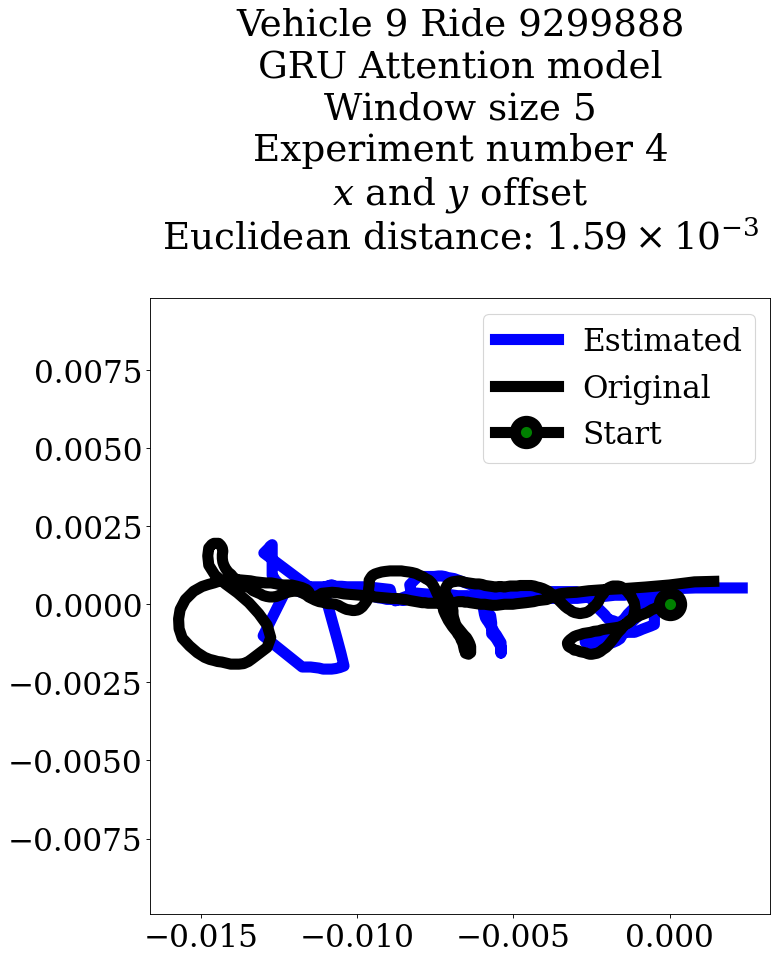 Vehicle 9 Ride 9299888
GRU Attention model
Window size 5
Experiment number 4
x and y offset
Euclidean distance: 1.59 × 10⁻³
Estimated
Original
Start
0.0075
0.0050
0.0025
0.0000
−0.0025
−0.0050
−0.0075
−0.015 −0.010 −0.005 0.000